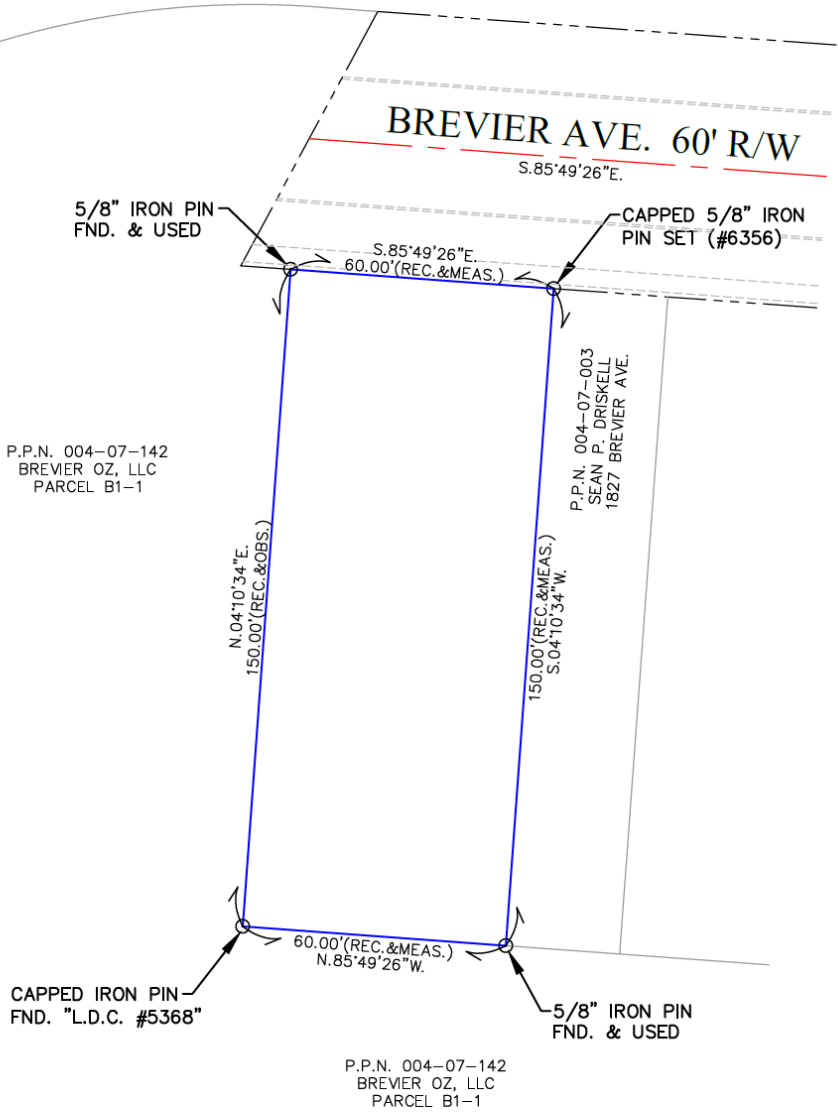 BREVIER AVE. 60' R/W
S.85°49'26"E.
5/8" IRON PIN
FND. & USED
CAPPED 5/8" IRON
PIN SET (#6356)
S.85°49'26"E.
60.00'(REC.&MEAS.)
P.P.N. 004-07-003
SEAN P. DRISKELL
1827 BREVIER AVE.
P.P.N. 004-07-142
BREVIER OZ, LLC
PARCEL B1-1
N.04°10'34"E.
150.00'(REC.&OBS.)
150.00'(REC.&MEAS.)
S.04°10'34"W.
60.00'(REC.&MEAS.)
N.85°49'26"W.
CAPPED IRON PIN
FND. "L.D.C. #5368"
5/8" IRON PIN
FND. & USED
P.P.N. 004-07-142
BREVIER OZ, LLC
PARCEL B1-1